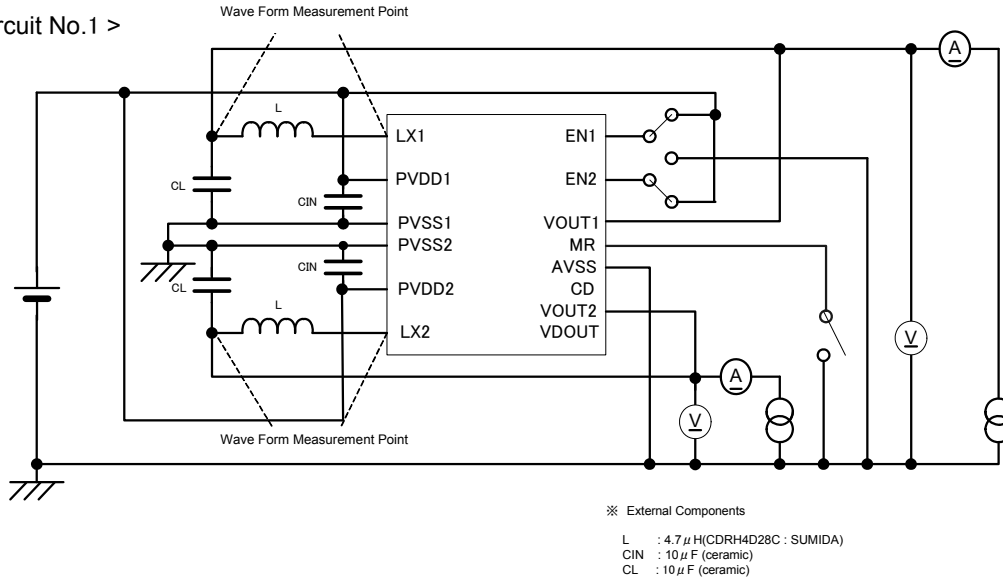 rcuit No.1 >
Wave Form Measurement Point
A
L
LX1
EN1
CL
PVDD1
EN2
CIN
PVSS1
VOUT1
PVSS2
MR
CIN
AVSS
CL
PVDD2
CD
L
VOUT2
LX2
VDOUT
V
A
V
Wave Form Measurement Point
※ External Components
L : 4.7μH(CDRH4D28C : SUMIDA)
CIN : 10μF (ceramic)
CL : 10μF (ceramic)